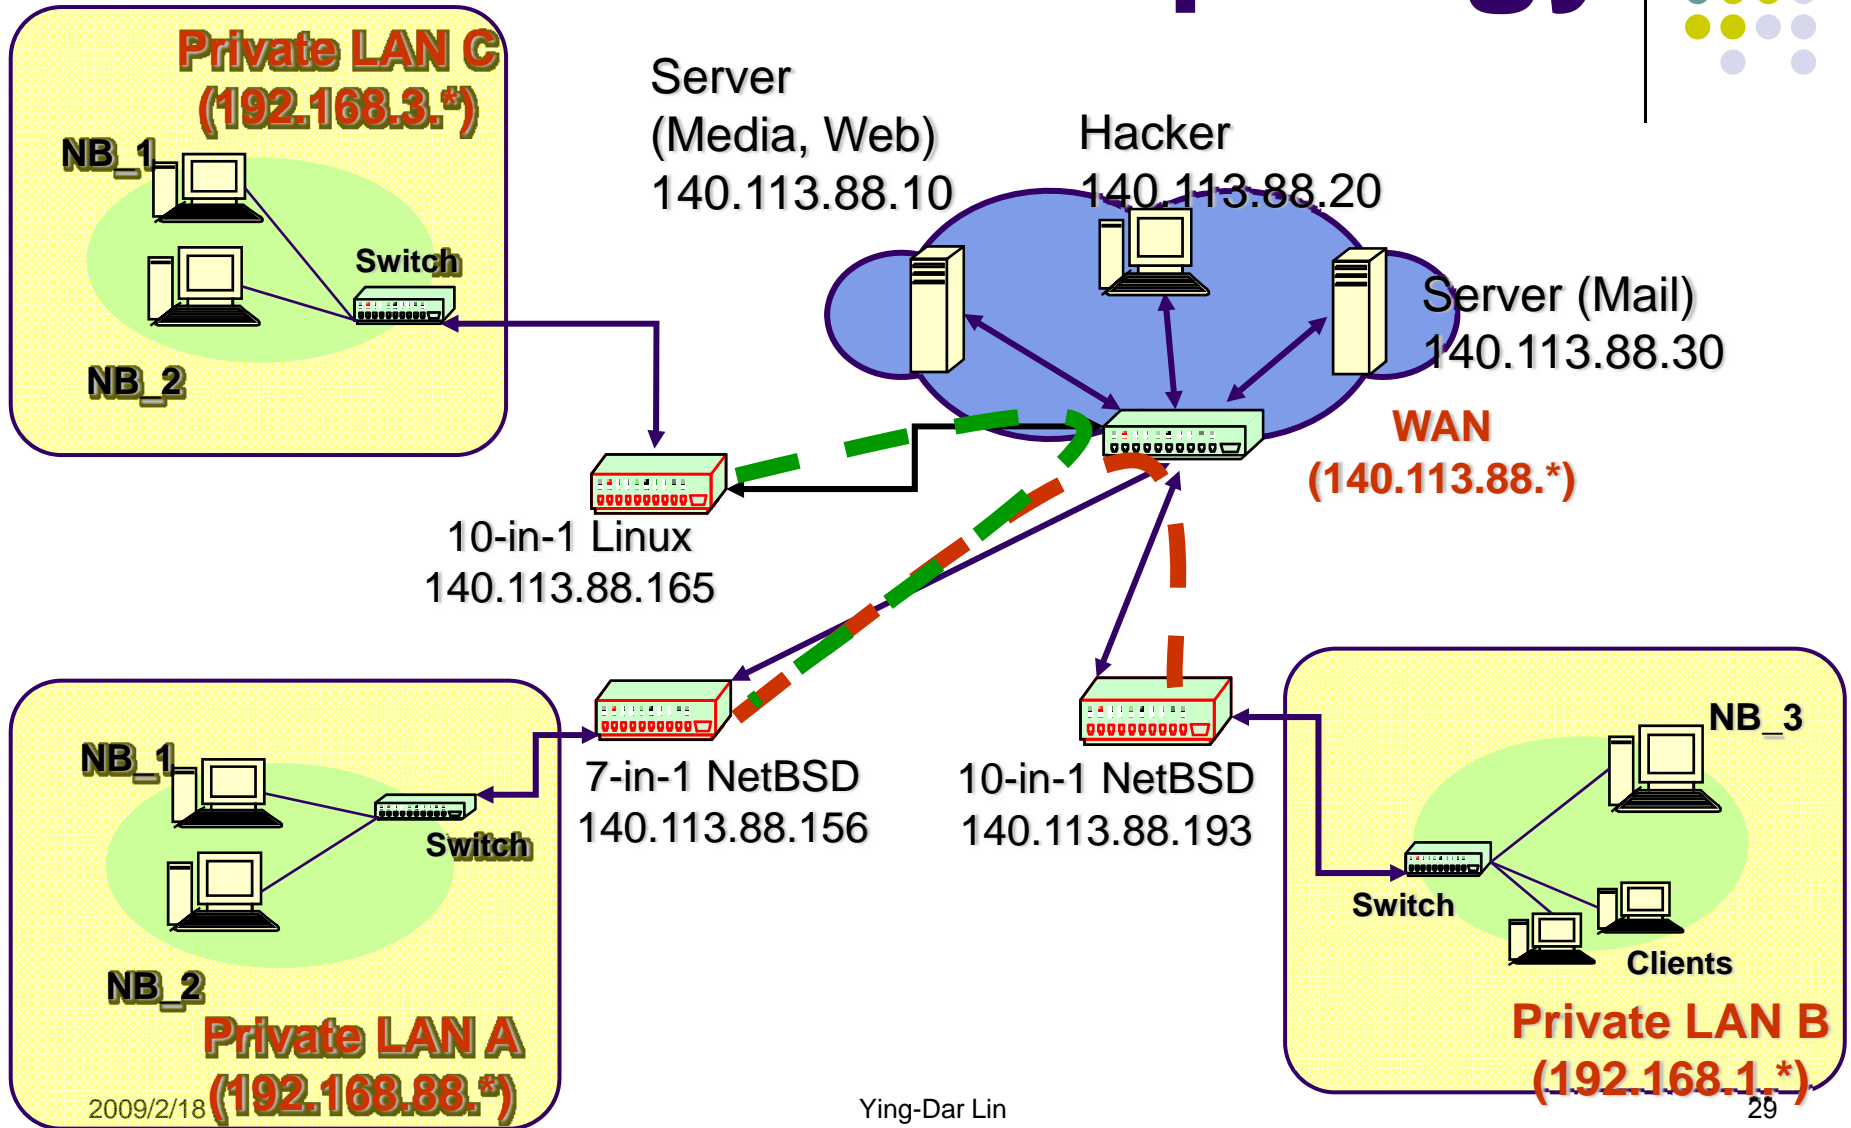 Private LAN C
(192.168.3.*)
NB_1
Switch
NB_2
Server
(Media, Web)
140.113.88.10
Hacker
140.113.88.20
Server (Mail)
140.113.88.30
WAN
(140.113.88.*)
10-in-1 Linux
140.113.88.165
7-in-1 NetBSD
140.113.88.156
10-in-1 NetBSD
140.113.88.193
NB_1
Switch
NB_2
Private LAN A
(192.168.88.*)
NB_3
Switch
Clients
Private LAN B
(192.168.1.*)
2009/2/18
Ying-Dar Lin
29